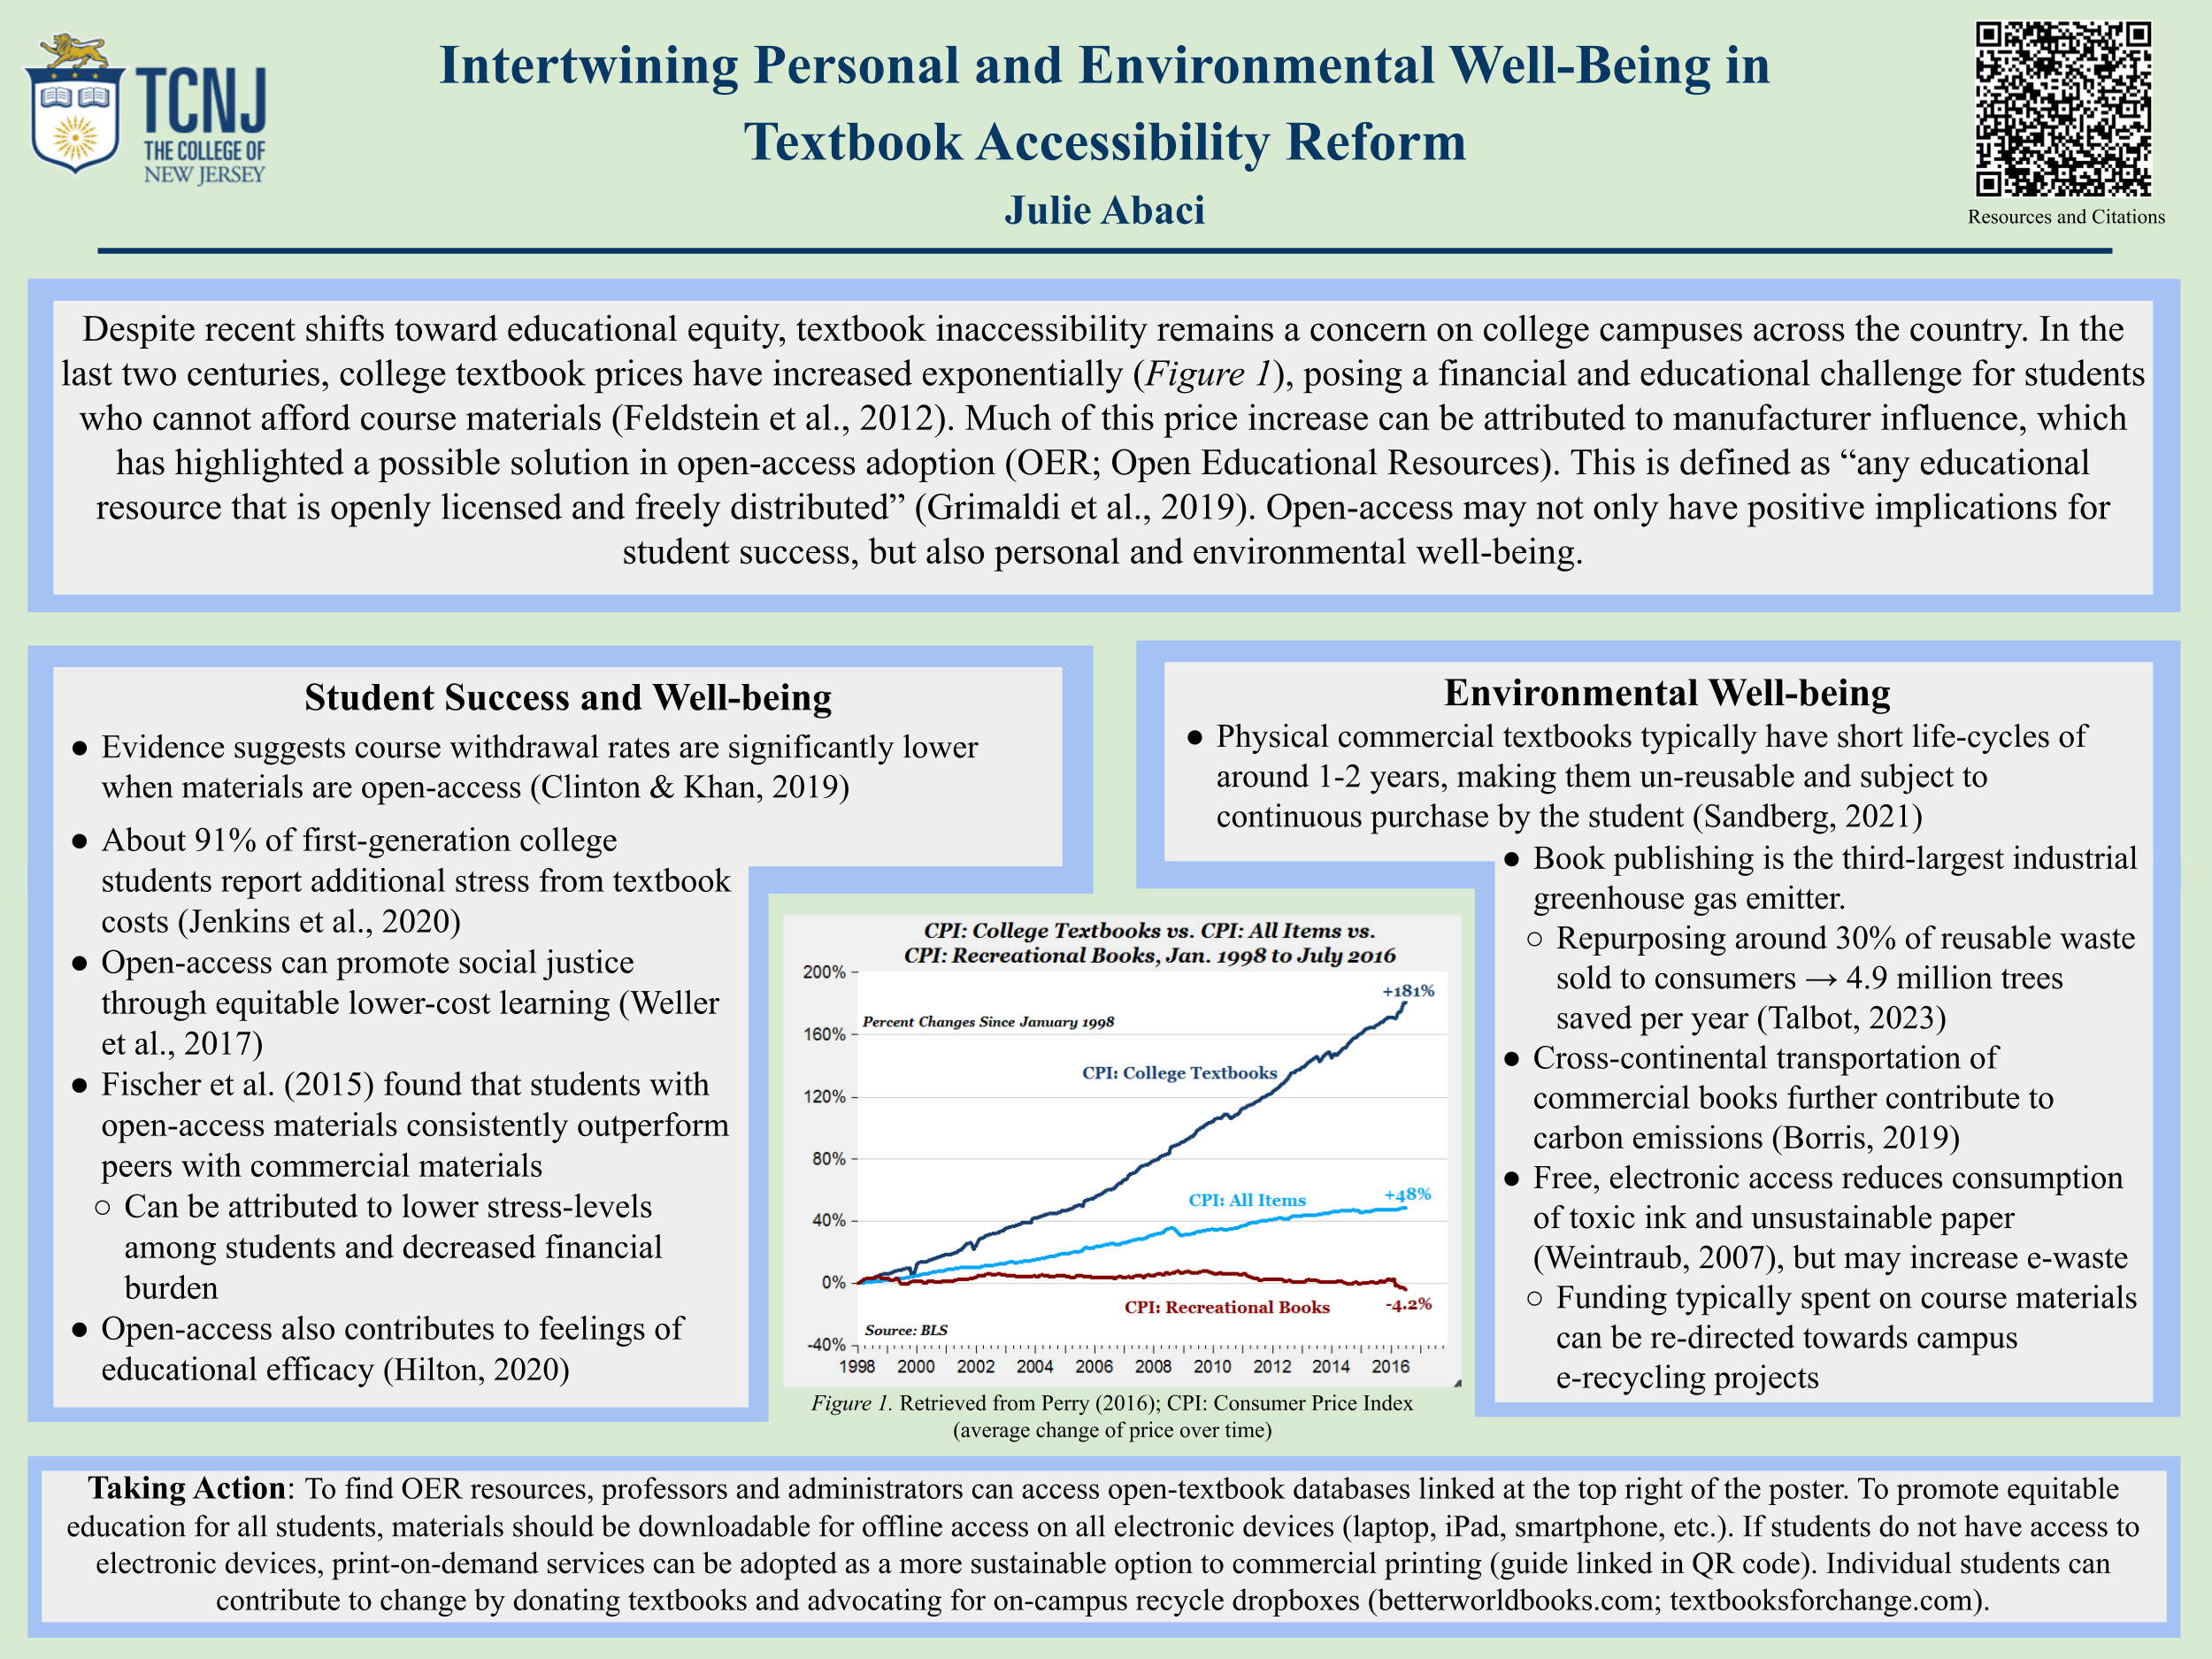 TCNJ
THE COLLEGE OF
NEW JERSEY
Intertwining Personal and Environmental Well-Being in
Textbook Accessibility Reform
Julie Abaci
Resources and Citations
Despite recent shifts toward educational equity, textbook inaccessibility remains a concern on college campuses across the country. In the
last two centuries, college textbook prices have increased exponentially (Figure 1), posing a financial and educational challenge for students
who cannot afford course materials (Feldstein et al., 2012). Much of this price increase can be attributed to manufacturer influence, which
has highlighted a possible solution in open-access adoption (OER; Open Educational Resources). This is defined as “any educational
resource that is openly licensed and freely distributed” (Grimaldi et al., 2019). Open-access may not only have positive implications for
student success, but also personal and environmental well-being.
Student Success and Well-being
● Evidence suggests course withdrawal rates are significantly lower
when materials are open-access (Clinton & Khan, 2019)
● About 91% of first-generation college
students report additional stress from textbook
costs (Jenkins et al., 2020)
● Open-access can promote social justice
through equitable lower-cost learning (Weller
et al., 2017)
● Fischer et al. (2015) found that students with
open-access materials consistently outperform
peers with commercial materials
○ Can be attributed to lower stress-levels
among students and decreased financial
burden
● Open-access also contributes to feelings of
educational efficacy (Hilton, 2020)
CPI: College Textbooks vs. CPI: All Items vs.
CPI: Recreational Books, Jan. 1998 to July 2016
200%
+181%
Percent Changes Since January 1998
160%
CPI: College Textbooks
120%
80%
CPI: All Items
+48%
40%
0%
CPI: Recreational Books
-4.2%
Source: BLS
-40%
1998 2000 2002 2004 2006 2008 2010 2012 2014 2016
Figure 1. Retrieved from Perry (2016); CPI: Consumer Price Index
(average change of price over time)
Environmental Well-being
● Physical commercial textbooks typically have short life-cycles of
around 1-2 years, making them un-reusable and subject to
continuous purchase by the student (Sandberg, 2021)
● Book publishing is the third-largest industrial
greenhouse gas emitter.
○ Repurposing around 30% of reusable waste
sold to consumers → 4.9 million trees
saved per year (Talbot, 2023)
● Cross-continental transportation of
commercial books further contribute to
carbon emissions (Borris, 2019)
● Free, electronic access reduces consumption
of toxic ink and unsustainable paper
(Weintraub, 2007), but may increase e-waste
○ Funding typically spent on course materials
can be re-directed towards campus
e-recycling projects
Taking Action: To find OER resources, professors and administrators can access open-textbook databases linked at the top right of the poster. To promote equitable
education for all students, materials should be downloadable for offline access on all electronic devices (laptop, iPad, smartphone, etc.). If students do not have access to
electronic devices, print-on-demand services can be adopted as a more sustainable option to commercial printing (guide linked in QR code). Individual students can
contribute to change by donating textbooks and advocating for on-campus recycle dropboxes (betterworldbooks.com; textbooksforchange.com).